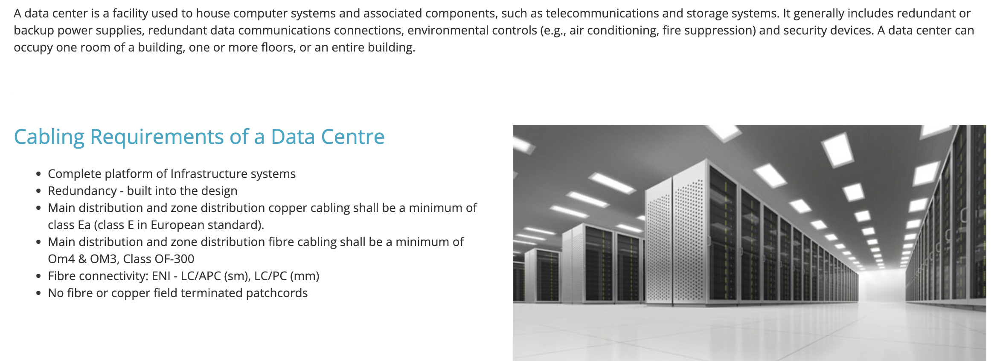 A data center is a facility used to house computer systems and associated components, such as telecommunications and storage systems. It generally includes redundant or
backup power supplies, redundant data communications connections, environmental controls (e.g., air conditioning, fire suppression) and security devices. A data center can
occupy one room of a building, one or more floors, or an entire building.
Cabling Requirements of a Data Centre
• Complete platform of Infrastructure systems
• Redundancy - built into the design
• Main distribution and zone distribution copper cabling shall be a minimum of
class Ea (class E in European standard).
• Main distribution and zone distribution fibre cabling shall be a minimum of
Om4 & OM3, Class OF-300
• Fibre connectivity: ENI - LC/APC (sm), LC/PC (mm)
• No fibre or copper field terminated patchcords